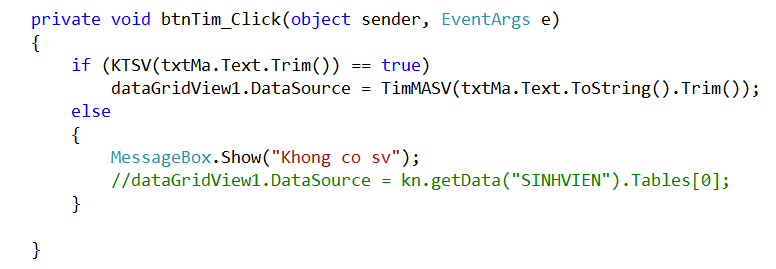 private void btnTim_Click(object sender, EventArgs e)
{
if (KTSV(txtMa.Text.Trim()) == true)
dataGridView1.DataSource = TimMASV(txtMa.Text.ToString().Trim());
else
{
MessageBox.Show("Khong co sv");
//dataGridView1.DataSource = kn.getData("SINHVIEN").Tables[0];
}
}